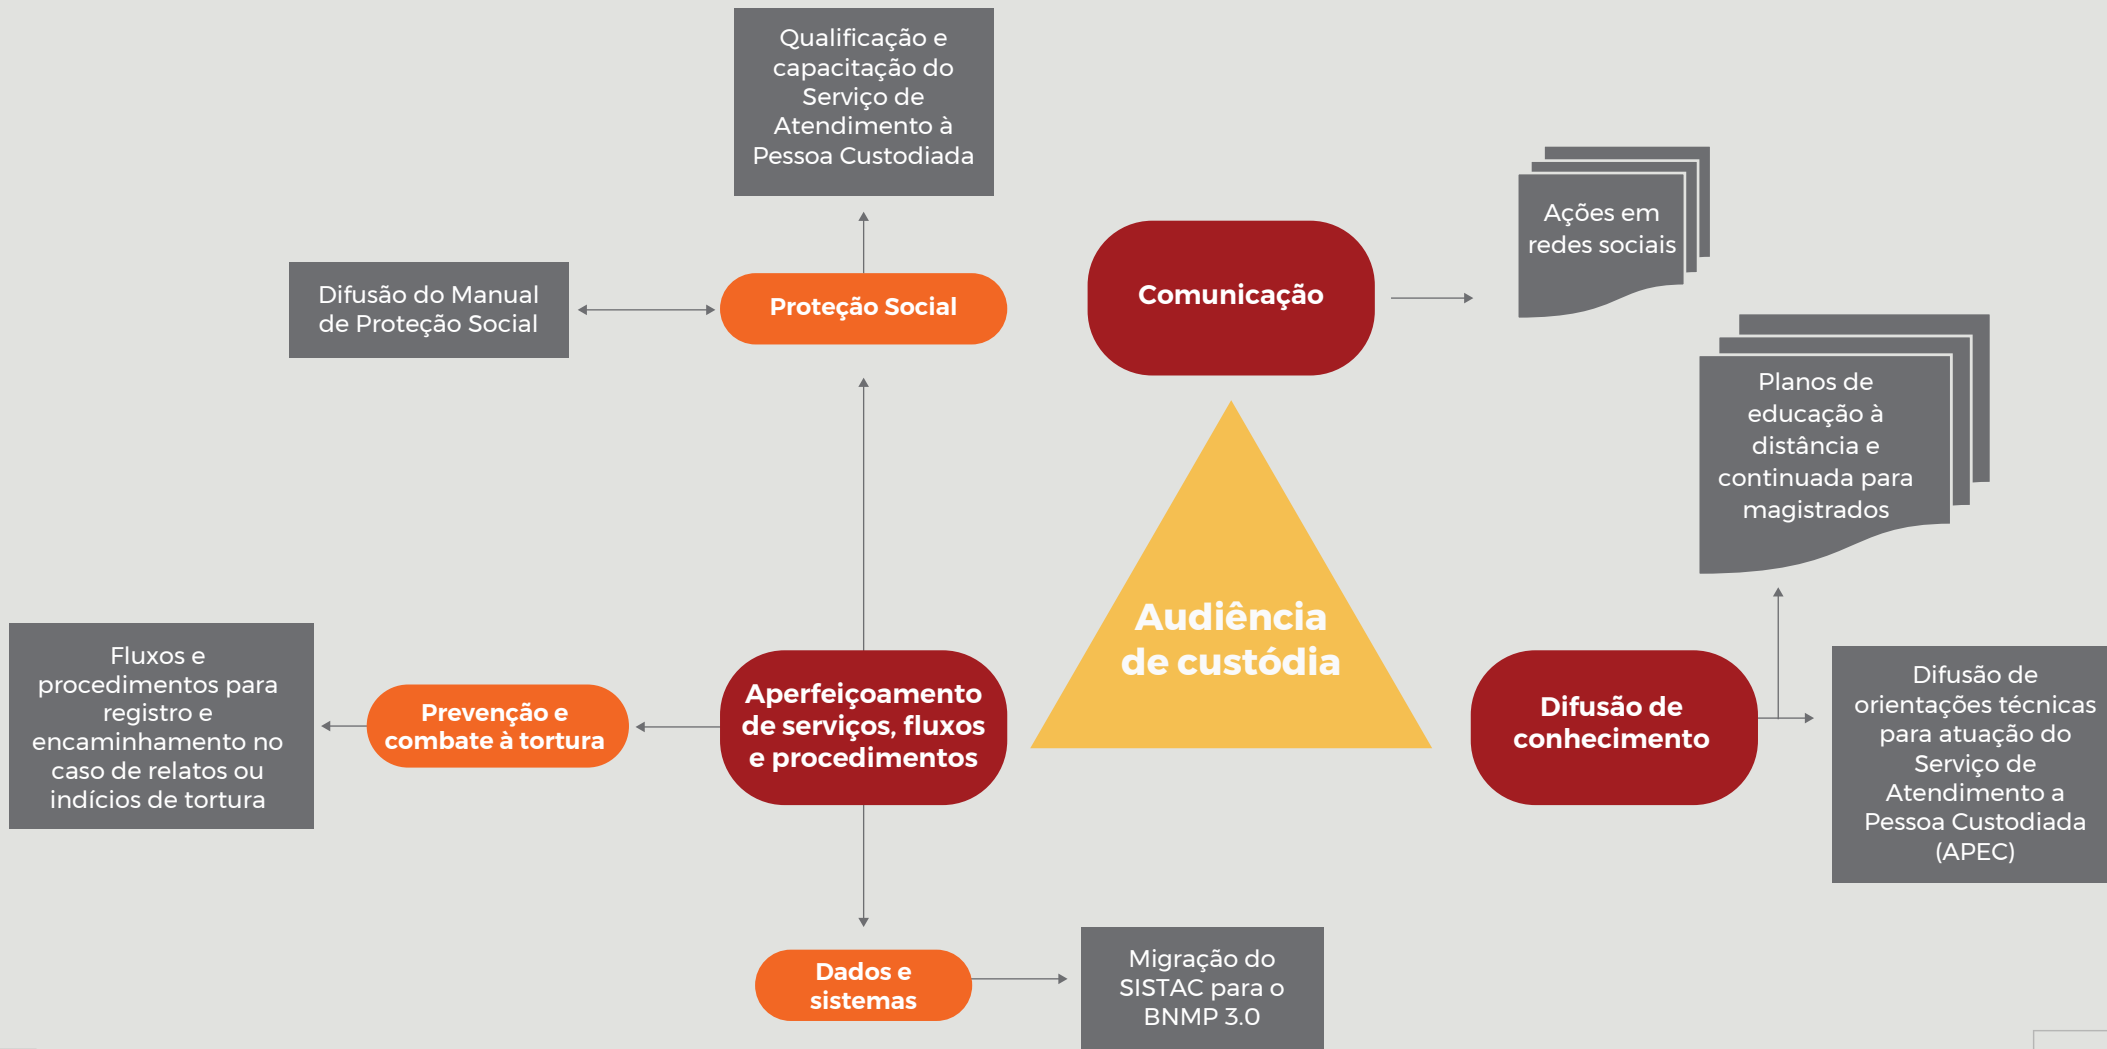 Qualificação e
capacitação do
Serviço de
Atendimento à
Pessoa Custodiada
Difusão do Manual
de Proteção Social
Proteção Social
Comunicação
Ações em
redes sociais
Planos de
educação à
distância e
continuada para
magistrados
Audiência
de custódia
Fluxos e
procedimentos para
registro e
encaminhamento no
caso de relatos ou
indícios de tortura
Prevenção e
combate à tortura
Aperfeiçoamento
de serviços, fluxos
e procedimentos
Difusão de
conhecimento
Difusão de
orientações técnicas
para atuação do
Serviço de
Atendimento a
Pessoa Custodiada
(APEC)
Dados e
sistemas
Migração do
SISTAC para o
BNMP 3.0